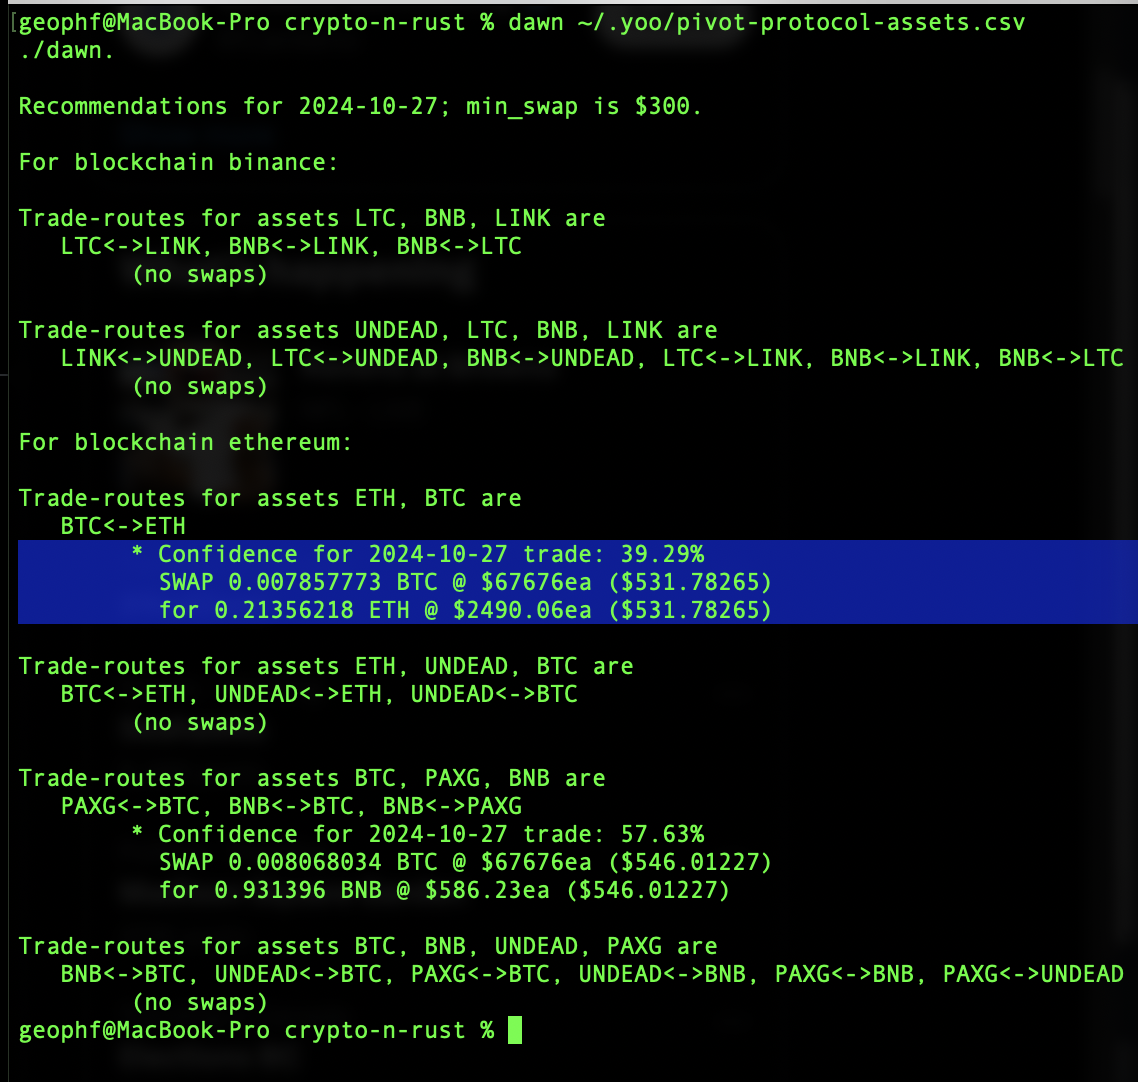 [geophf@MacBook-Pro crypto-n-rust % dawn ~/.yoo/pivot-protocol-assets.csv
./dawn.
Recommendations for 2024-10-27; min_swap is $300.
For blockchain binance:
Trade-routes for assets LTC, BNB, LINK are
LTC<->LINK, BNB<->LINK, BNB<->LTC
(no swaps)
Trade-routes for assets UNDEAD, LTC, BNB, LINK are
LINK<->UNDEAD, LTC<->UNDEAD, BNB<->UNDEAD, LTC<->LINK, BNB<->LINK, BNB<->LTC
(no swaps)
For blockchain ethereum:
Trade-routes for assets ETH, BTC are
BTC<->ETH
* Confidence for 2024-10-27 trade: 39.29%
SWAP 0.007857773 BTC @ $67676ea ($531.78265)
for 0.21356218 ETH @ $2490.06ea ($531.78265)
Trade-routes for assets ETH, UNDEAD, BTC are
BTC<->ETH, UNDEAD<->ETH, UNDEAD<->BTC
(no swaps)
Trade-routes for assets BTC, PAXG, BNB are
PAXG<->BTC, BNB<->BTC, BNB<->PAXG
* Confidence for 2024-10-27 trade: 57.63%
SWAP 0.008068034 BTC @ $67676ea ($546.01227)
for 0.931396 BNB @ $586.23ea ($546.01227)
Trade-routes for assets BTC, BNB, UNDEAD, PAXG are
BNB<->BTC, UNDEAD<->BTC, PAXG<->BTC, UNDEAD<->BNB, PAXG<->BNB, PAXG<->UNDEAD
(no swaps)
geophf@MacBook-Pro crypto-n-rust %